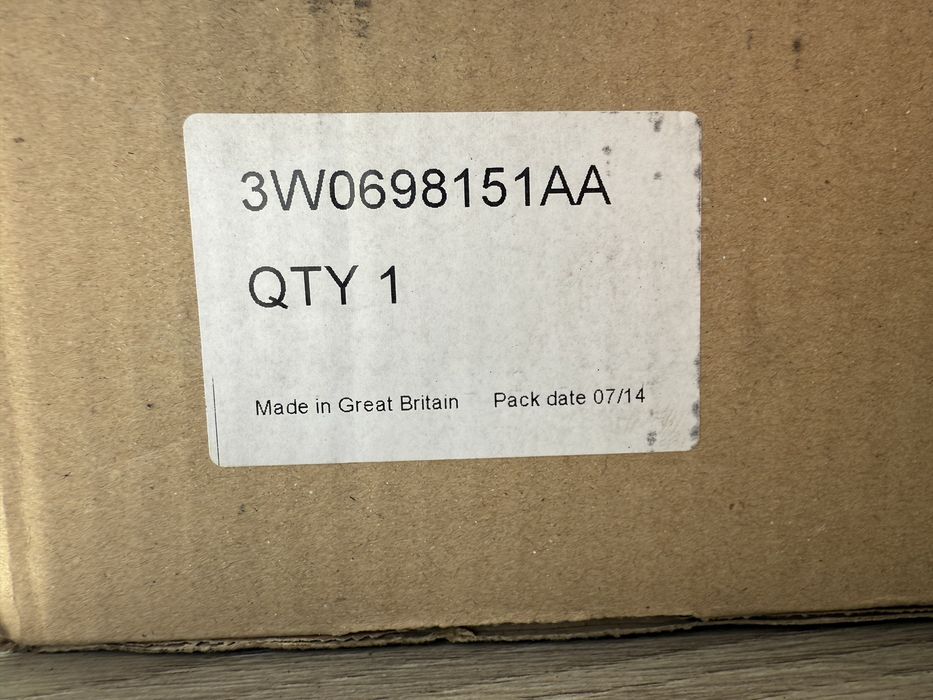 3W0698151AA
QTY 1
Made in Great Britain Pack date 07/14